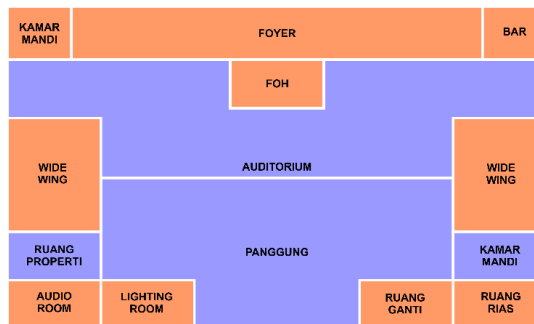 KAMAR
MANDI
FOYER
BAR
FOH
WIDE
WING
AUDITORIUM
WIDE
WING
RUANG
PROPERTI
PANGGUNG
KAMAR
MANDI
AUDIO
ROOM
LIGHTING
ROOM
RUANG
GANTI
RUANG
RIAS